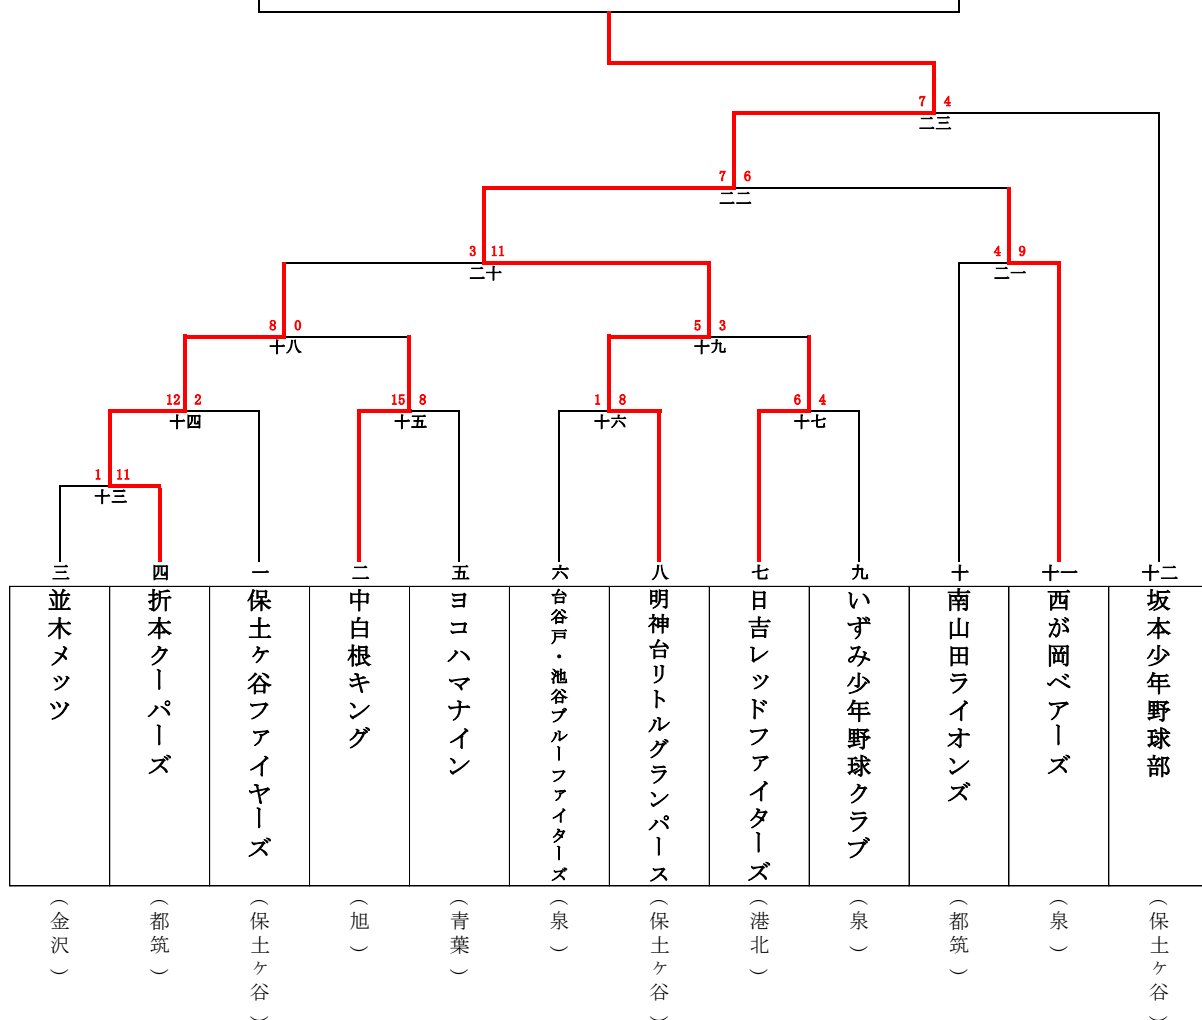 7 4
二三
7 6
二二
3 11
二十
4 9
二一
8 0
十八
5 3
十九
12 2
十四
15 8
十五
1 8
十六
6 4
十七
1 11
十三
三 四 一 二 五 六 八 七 九 十 十一 十二
並木メッツ
折本クーパーズ
保土ケ谷ファイヤーズ
中白根キング
ヨコハマナイン
台谷戸・池谷ブルーファイターズ
明神台リトルグランパース
日吉レッドファイターズ
いずみ少年野球クラブ
南山田ライオンズ
西が岡ベアーズ
坂本少年野球部
（金沢）
（都筑）
（保土ヶ谷）
（旭）
（青葉）
（泉）
（保土ヶ谷）
（港北）
（泉）
（都筑）
（泉）
（保土ヶ谷）